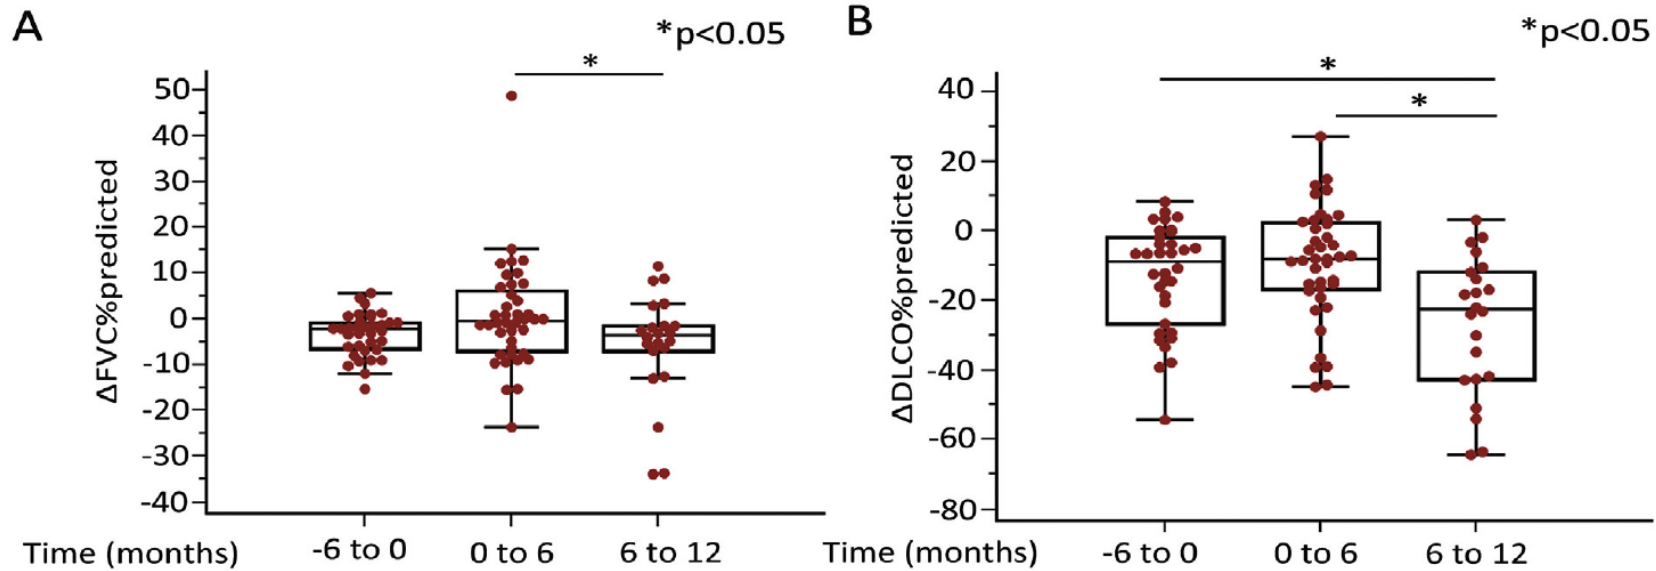 A
*p<0.05
*
ΔFVC%predicted
50
40
30
20
10
0
-10
-20
-30
-40
Time (months)
-6 to 0
0 to 6
6 to 12
B
*p<0.05
*
*
ΔDLCO%predicted
40
20
0
-20
-40
-60
-80
Time (months)
-6 to 0
0 to 6
6 to 12